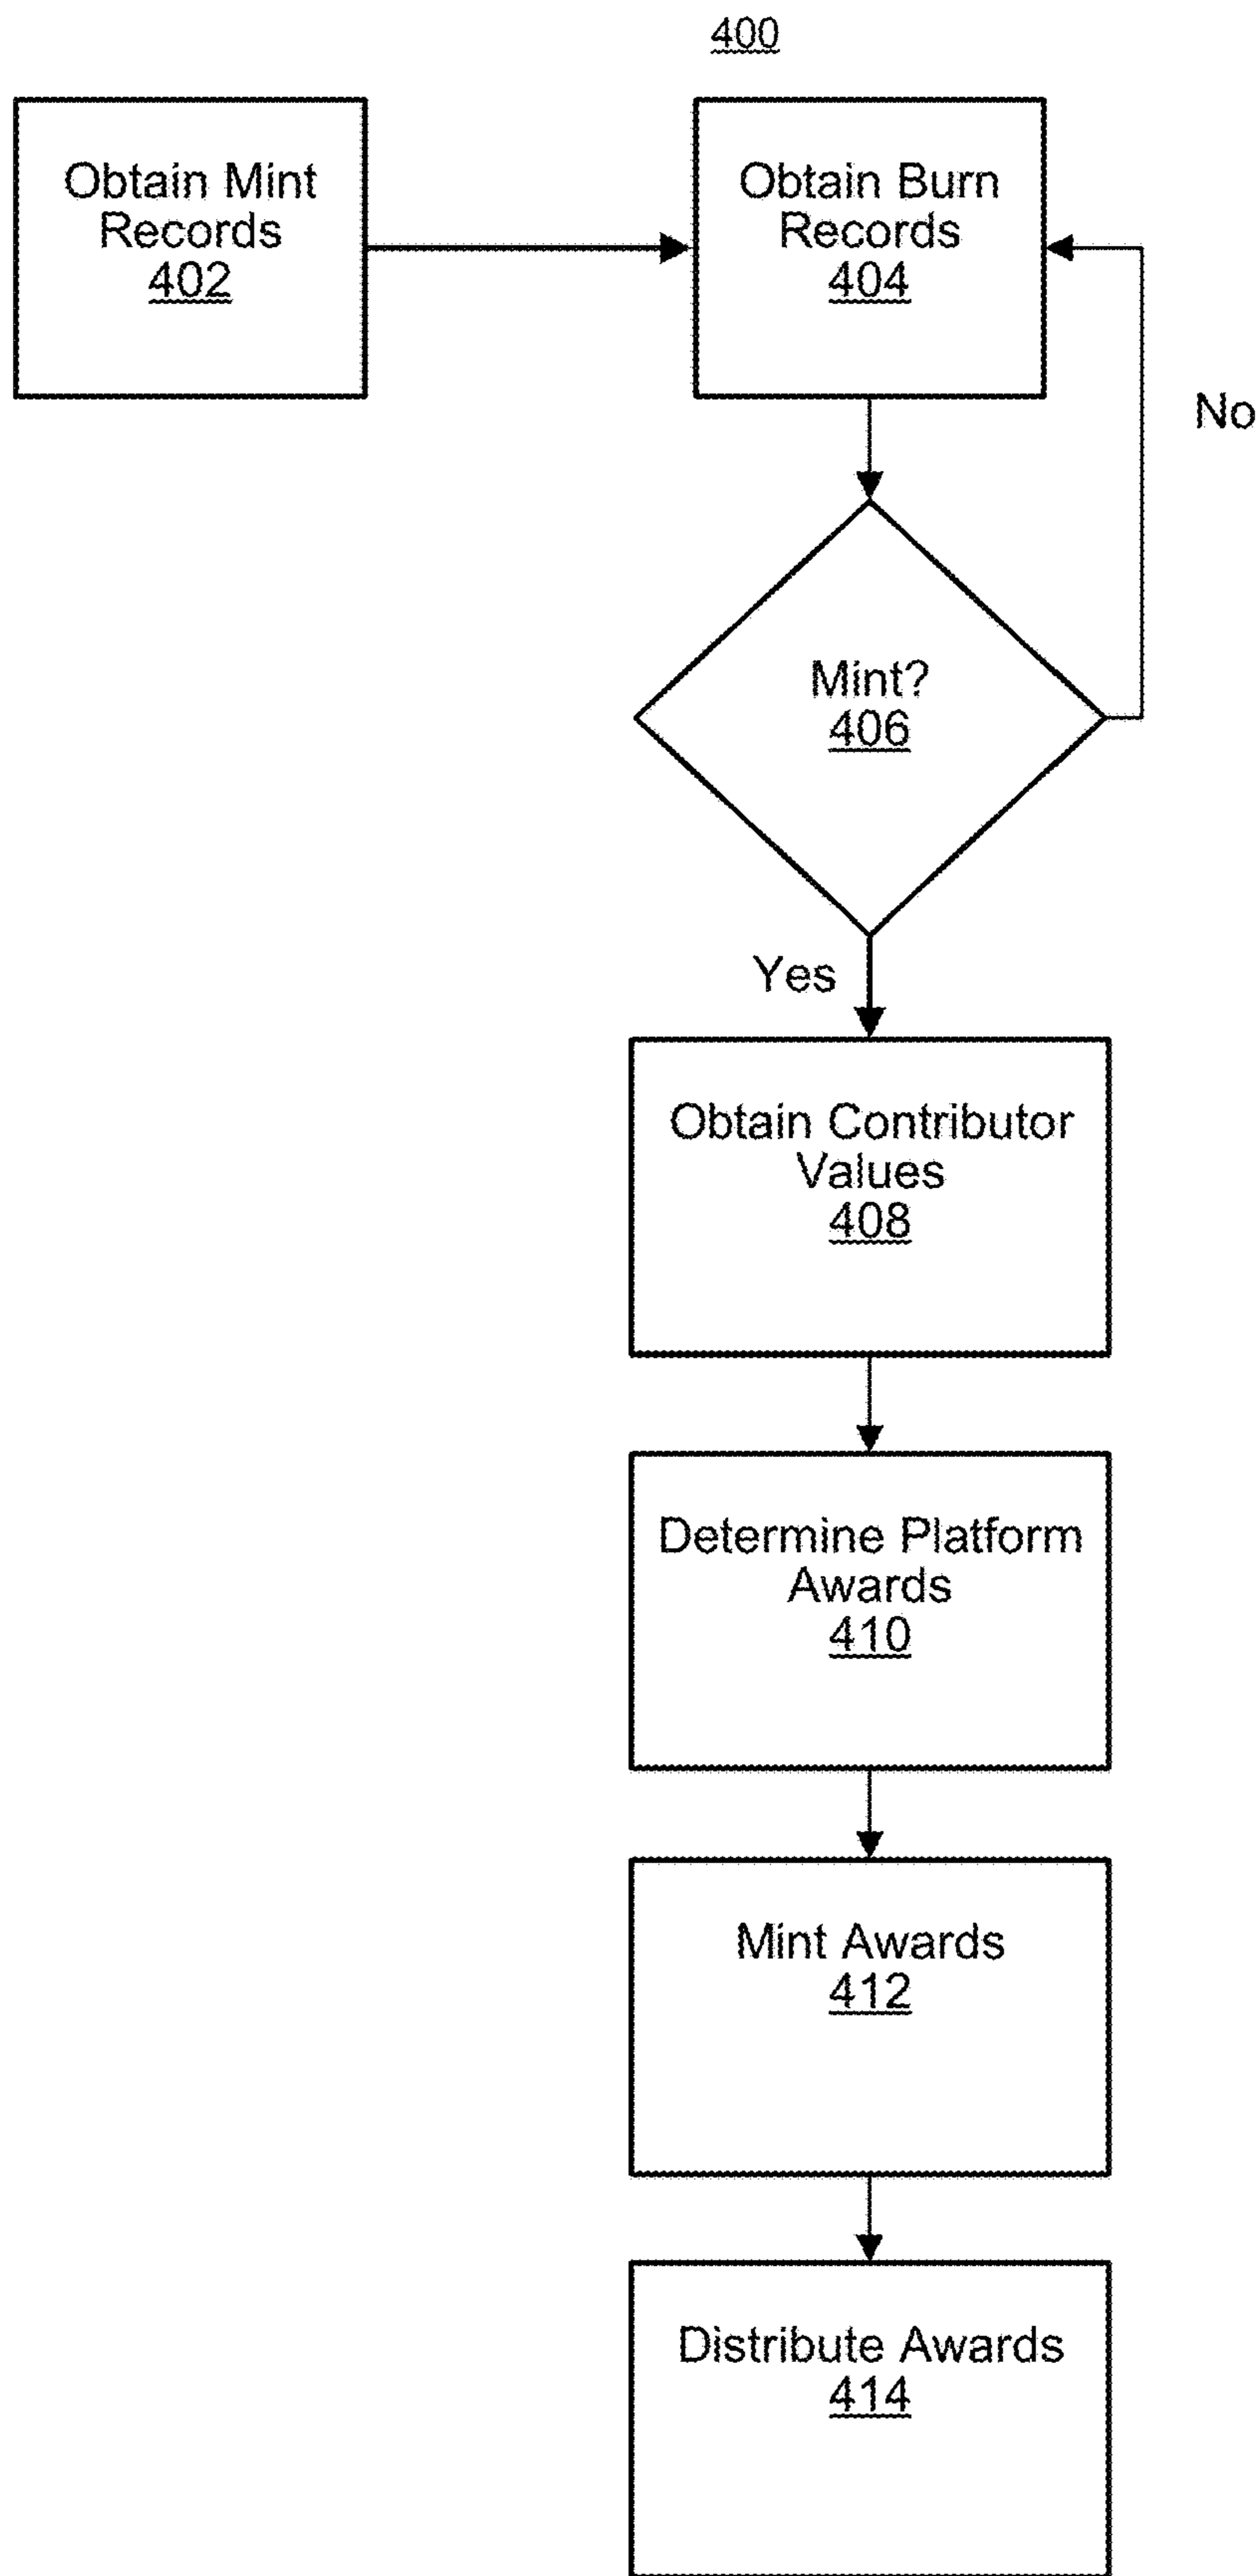 400
Obtain Mint
Records
402
Obtain Burn
Records
404
No
Mint?
406
Yes
Obtain Contributor
Values
408
Determine Platform
Awards
410
Mint Awards
412
Distribute Awards
414